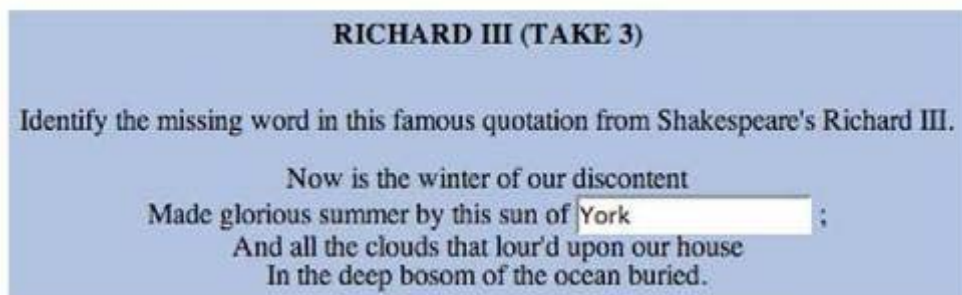 RICHARD III (TAKE 3)
Identify the missing word in this famous quotation from Shakespeare's Richard III.
Now is the winter of our discontent
Made glorious summer by this sun of York ;
And all the clouds that lour'd upon our house
In the deep bosom of the ocean buried.